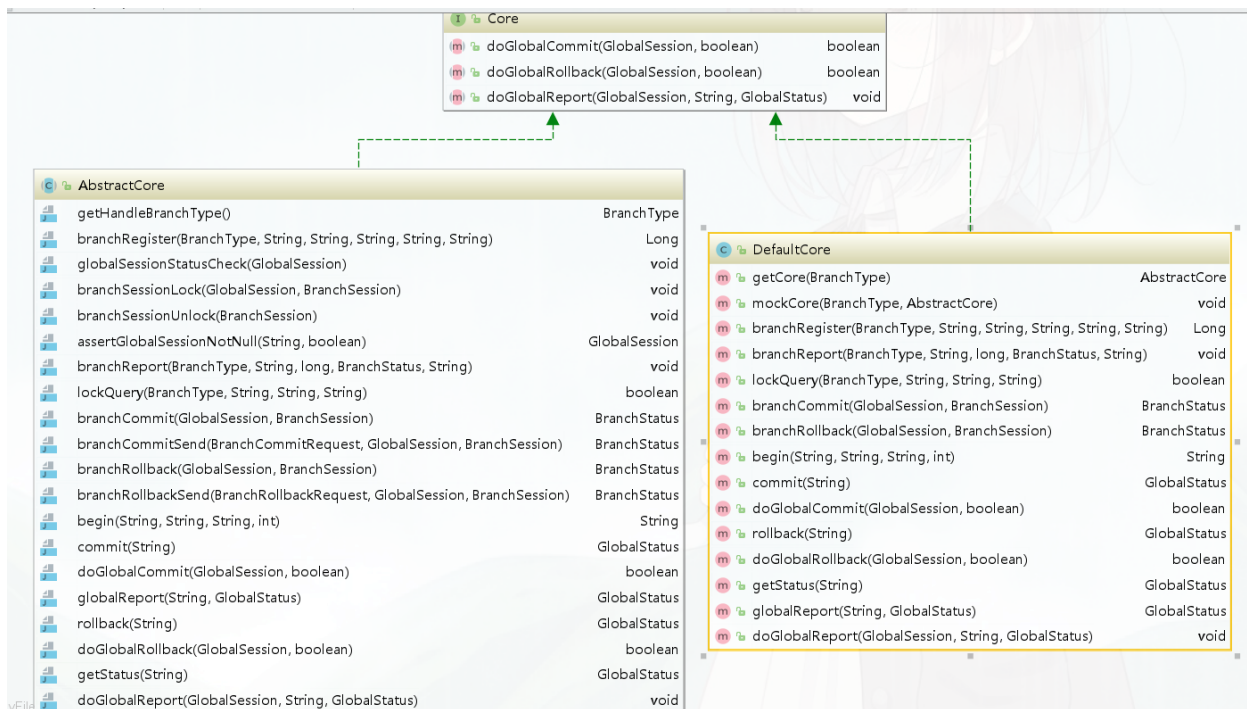 I Core
m doGlobalCommit(GlobalSession, boolean) boolean
m doGlobalRollback(GlobalSession, boolean) boolean
m doGlobalReport(GlobalSession, String, GlobalStatus) void
C AbstractCore
getHandleBranchType() BranchType
branchRegister(BranchType, String, String, String, String, String) Long
globalSessionStatusCheck(GlobalSession) void
branchSessionLock(GlobalSession, BranchSession) void
branchSessionUnlock(BranchSession) void
assertGlobalSessionNotNull(String, boolean) GlobalSession
branchReport(BranchType, String, long, BranchStatus, String) void
lockQuery(BranchType, String, String, String) boolean
branchCommit(GlobalSession, BranchSession) BranchStatus
branchCommitSend(BranchCommitRequest, GlobalSession, BranchSession) BranchStatus
branchRollback(GlobalSession, BranchSession) BranchStatus
branchRollbackSend(BranchRollbackRequest, GlobalSession, BranchSession) BranchStatus
begin(String, String, String, int) String
commit(String) GlobalStatus
doGlobalCommit(GlobalSession, boolean) boolean
globalReport(String, GlobalStatus) GlobalStatus
rollback(String) GlobalStatus
doGlobalRollback(GlobalSession, boolean) boolean
getStatus(String) GlobalStatus
doGlobalReport(GlobalSession, String, GlobalStatus) void
C DefaultCore
m getCore(BranchType) AbstractCore
m mockCore(BranchType, AbstractCore) void
m branchRegister(BranchType, String, String, String, String, String) Long
m branchReport(BranchType, String, long, BranchStatus, String) void
m lockQuery(BranchType, String, String, String) boolean
m branchCommit(GlobalSession, BranchSession) BranchStatus
m branchRollback(GlobalSession, BranchSession) BranchStatus
m begin(String, String, String, int) String
m commit(String) GlobalStatus
m doGlobalCommit(GlobalSession, boolean) boolean
m rollback(String) GlobalStatus
m doGlobalRollback(GlobalSession, boolean) boolean
m getStatus(String) GlobalStatus
m globalReport(String, GlobalStatus) GlobalStatus
m doGlobalReport(GlobalSession, String, GlobalStatus) void